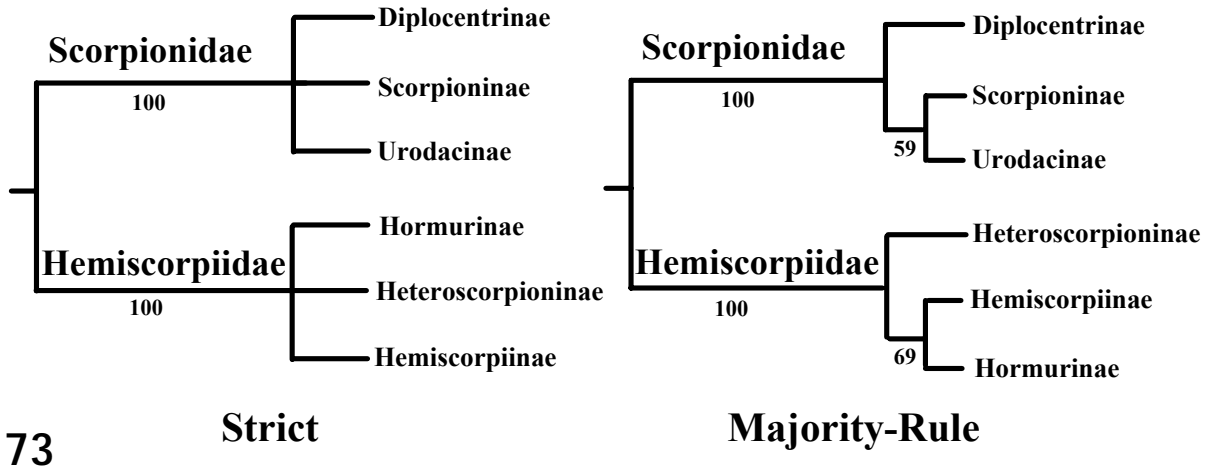 Diplocentrinae
Scorpionidae
100
Scorpioninae
Urodacinae
Hormurinae
Hemiscorpiidae
100
Heteroscorpioninae
Hemiscorpiinae
Strict
Diplocentrinae
Scorpionidae
100
Scorpioninae
59
Urodacinae
Heteroscorpioninae
Hemiscorpiidae
100
Hemiscorpiinae
69
Hormurinae
Majority-Rule
73